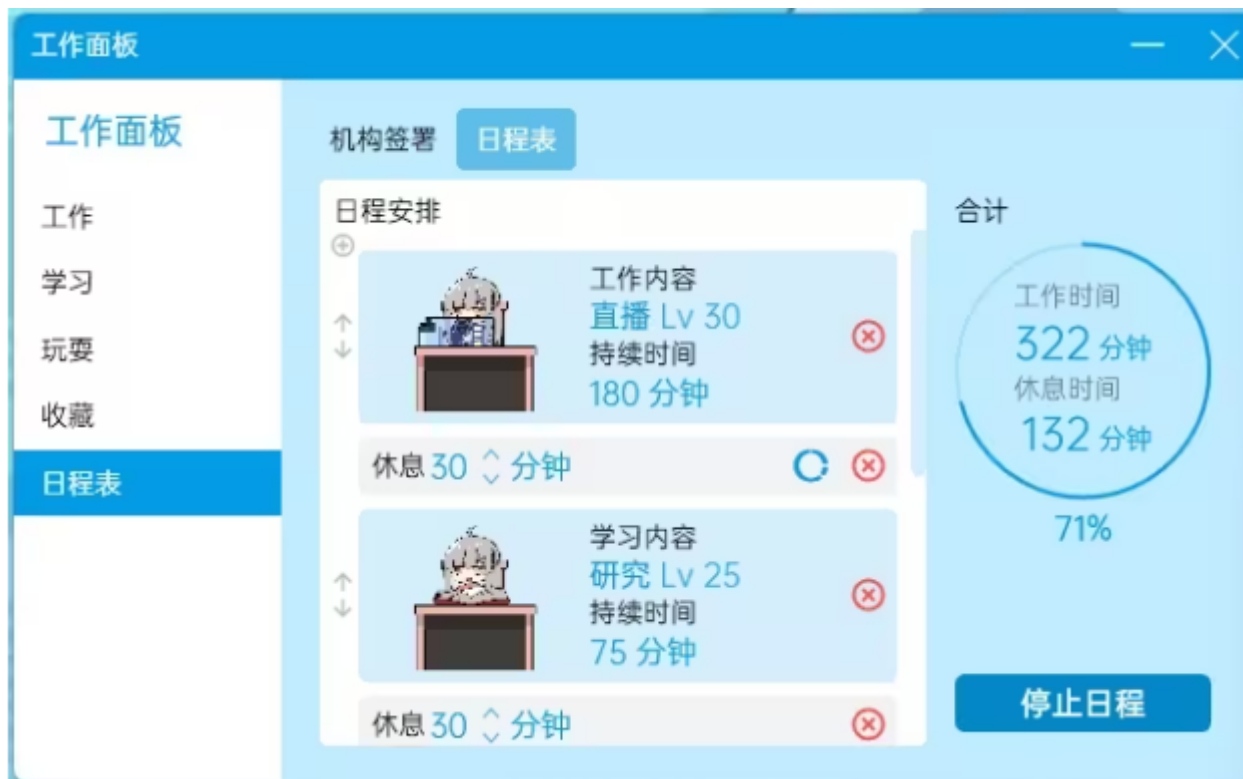 工作面板
工作面板
工作
学习
玩耍
收藏
日程表
机构签署 日程表
日程安排
工作内容
直播 Lv 30
持续时间
180 分钟
休息 30 分钟
学习内容
研究 Lv 25
持续时间
75 分钟
休息 30 分钟
合计
工作时间
322 分钟
休息时间
132 分钟
71%
停止日程